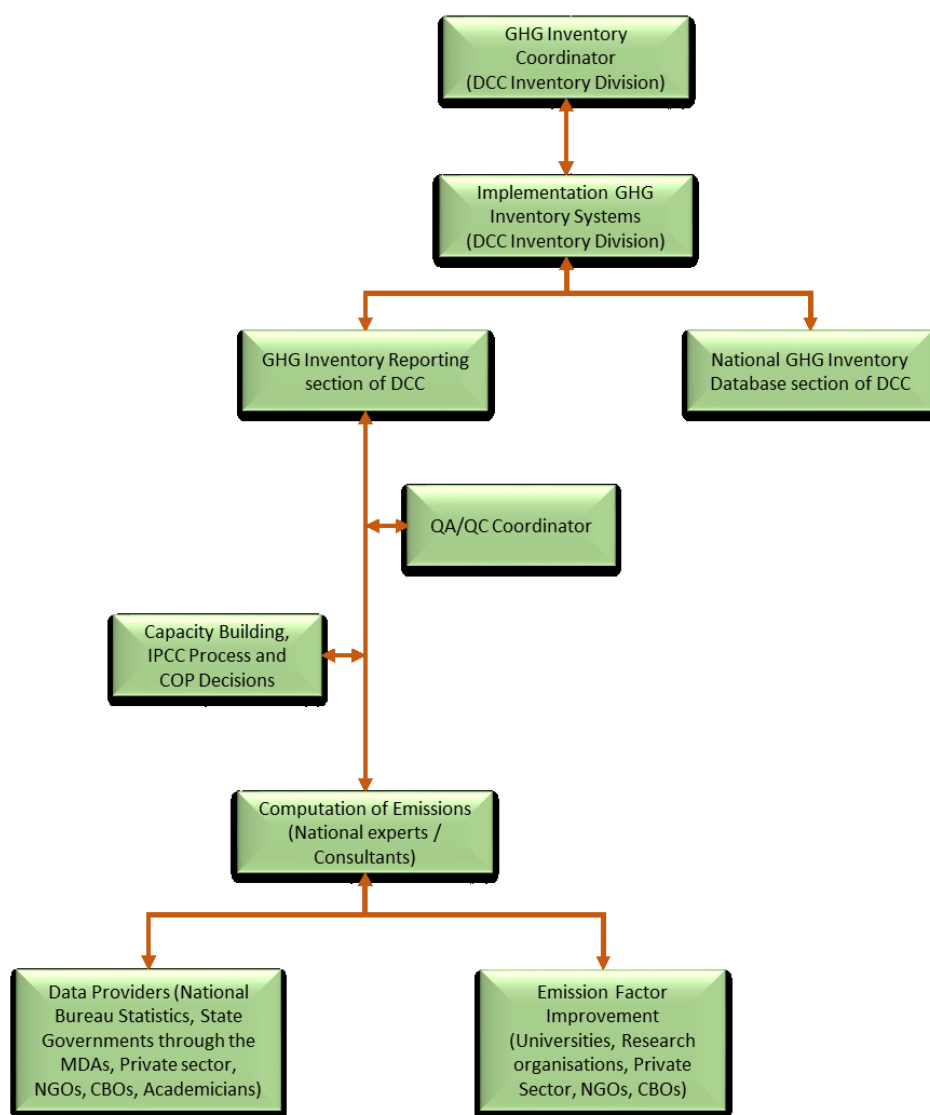 GHG Inventory
Coordinator
(DCC Inventory Division)
Implementation GHG
Inventory Systems
(DCC Inventory Division)
GHG Inventory Reporting
section of DCC
National GHG Inventory
Database section of DCC
QA/QC Coordinator
Capacity Building,
IPCC Process and
COP Decisions
Computation of Emissions
(National experts /
Consultants)
Data Providers (National
Bureau Statistics, State
Governments through the
MDAs, Private sector,
NGOs, CBOs, Academicians)
Emission Factor
Improvement
(Universities, Research
organisations, Private
Sector, NGOs, CBOs)